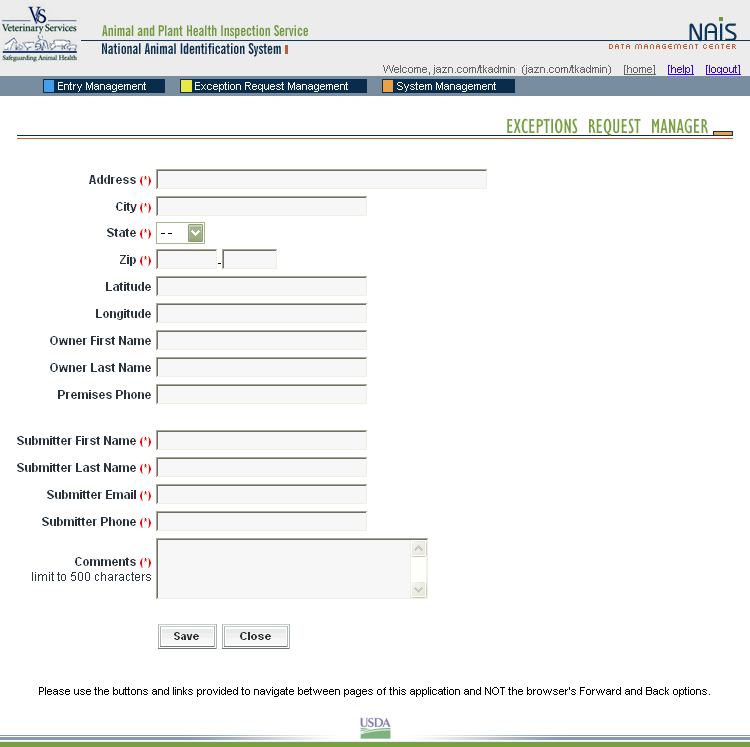 VS
Veterinary Services
Safeguarding Animal Health
Animal and Plant Health Inspection Service
National Animal Identification System
NAIS
DATA MANAGEMENT CENTER
Welcome, jazn.com/tkadmin (jazn.com/tkadmin) [home] [help] [logout]
Entry Management Exception Request Management System Management
EXCEPTIONS REQUEST MANAGER
Address (*)
City (*)
State (*) --
Zip (*) -
Latitude
Longitude
Owner First Name
Owner Last Name
Premises Phone
Submitter First Name (*)
Submitter Last Name (*)
Submitter Email (*)
Submitter Phone (*)
Comments (*)
limit to 500 characters
Save Close
Please use the buttons and links provided to navigate between pages of this application and NOT the browser's Forward and Back options.
USDA